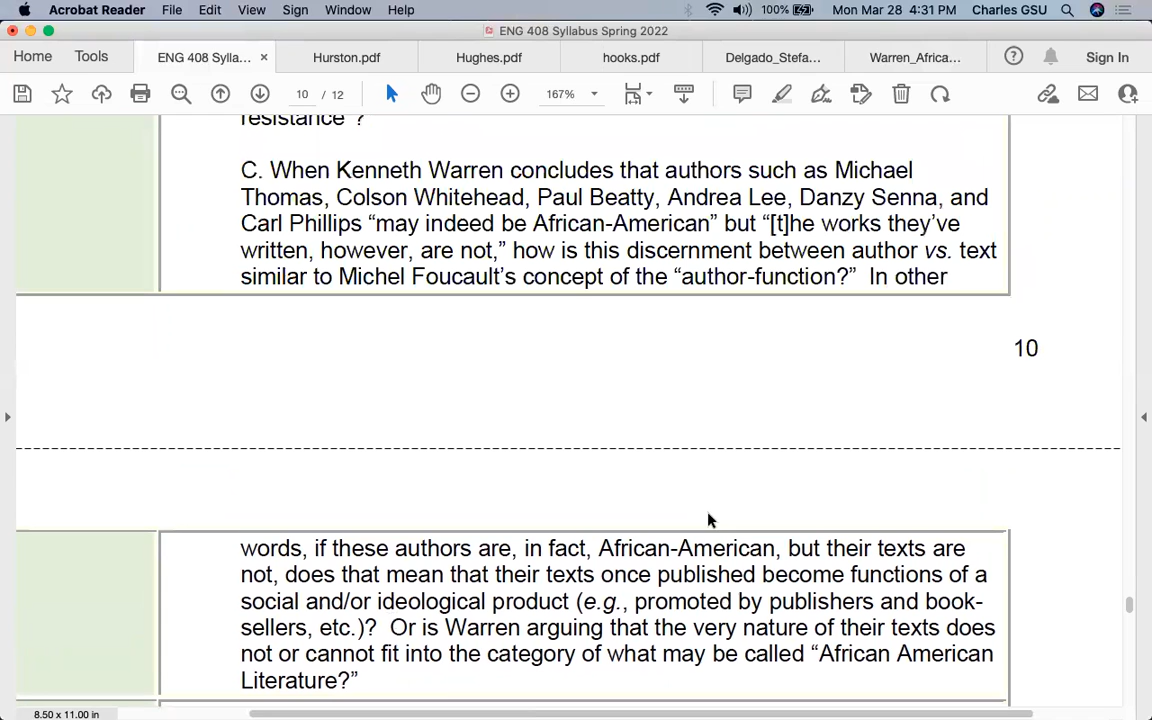 Acrobat Reader File Edit View Sign Window Help 100% Mon Mar 28 4:31 PM Charles GSU
ENG 408 Syllabus Spring 2022
Home Tools ENG 408 Sylla... × Hurston.pdf Hughes.pdf hooks.pdf Delgado_Stefa... Warren_Africa... Sign In
10 / 12 167%
resistance"?
C. When Kenneth Warren concludes that authors such as Michael
Thomas, Colson Whitehead, Paul Beatty, Andrea Lee, Danzy Senna, and
Carl Phillips “may indeed be African-American” but “[t]he works they’ve
written, however, are not,” how is this discernment between author vs. text
similar to Michel Foucault’s concept of the “author-function?” In other
10
words, if these authors are, in fact, African-American, but their texts are
not, does that mean that their texts once published become functions of a
social and/or ideological product (e.g., promoted by publishers and book-
sellers, etc.)? Or is Warren arguing that the very nature of their texts does
not or cannot fit into the category of what may be called “African American
Literature?”
8.50 x 11.00 in